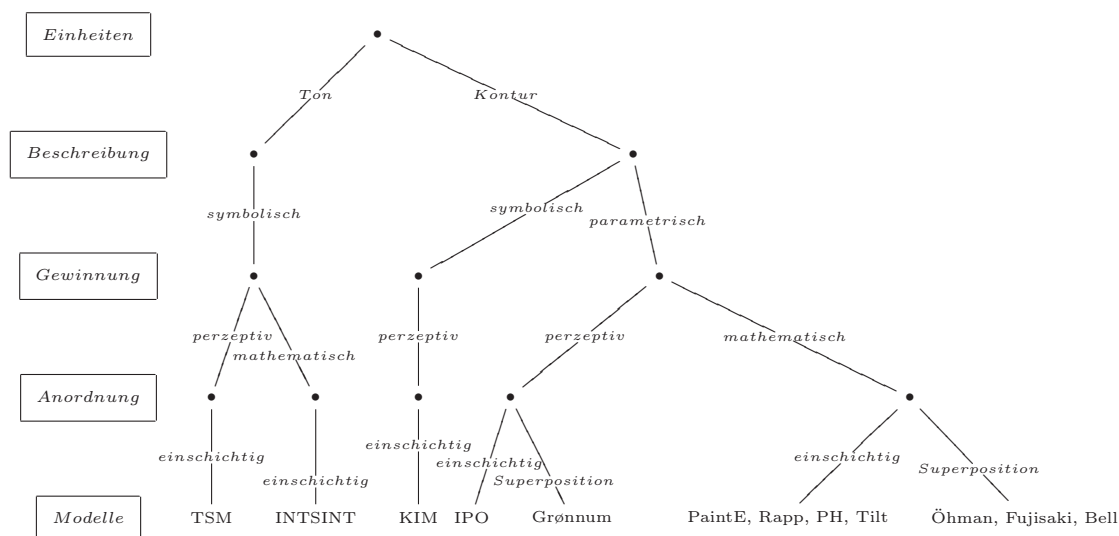 Einheiten
Ton Kontur
Beschreibung
symbolisch
symbolisch
parametrisch
Gewinnung
perzeptiv perzeptiv perzeptiv mathematisch
mathematisch
Anordnung
einschichtig
einschichtig einschichtig einschichtig
Superposition
einschichtig Superposition
Modelle TSM INTSINT KIM IPO Grønnum PaintE, Rapp, PH, Tilt Öhman, Fujisaki, Bell